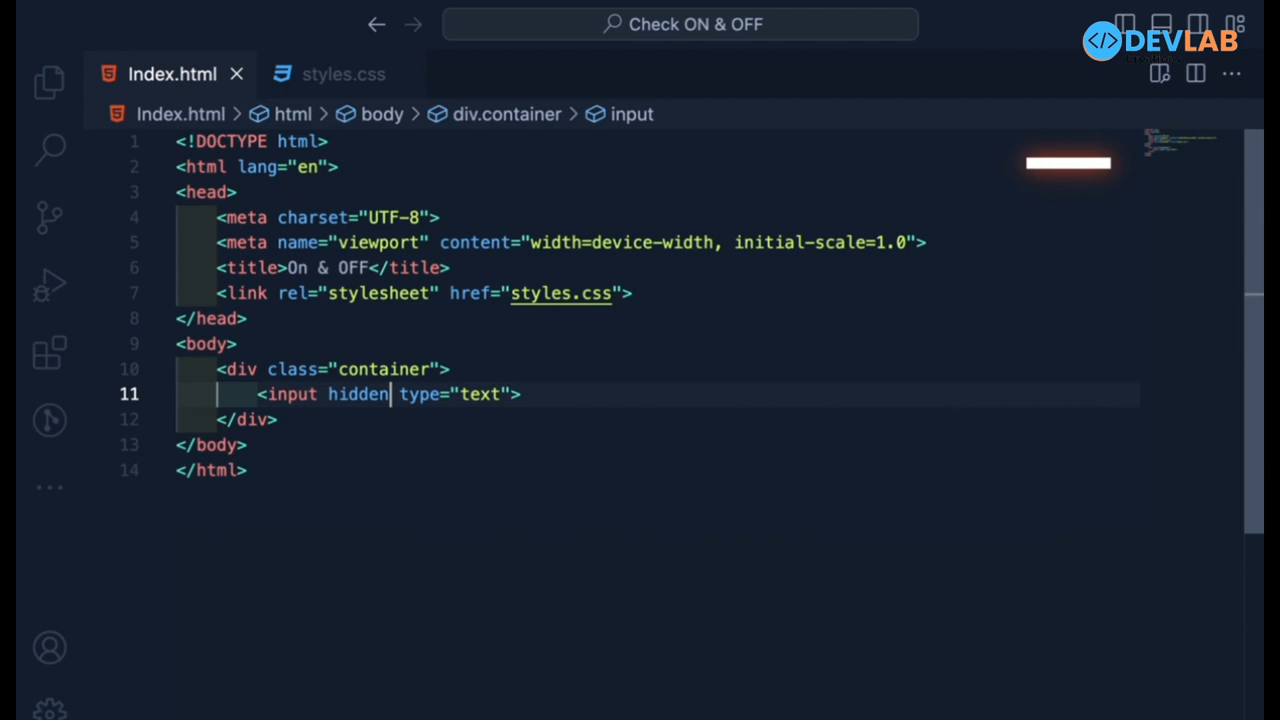 Check ON & OFF
</> DEVLAB
Index.html
styles.css
Index.html > html > body > div.container > input
1 <!DOCTYPE html>
2 <html lang="en">
3 <head>
4 <meta charset="UTF-8">
5 <meta name="viewport" content="width=device-width, initial-scale=1.0">
6 <title>On & OFF</title>
7 <link rel="stylesheet" href="styles.css">
8 </head>
9 <body>
10 <div class="container">
11 <input hidden type="text">
12 </div>
13 </body>
14 </html>